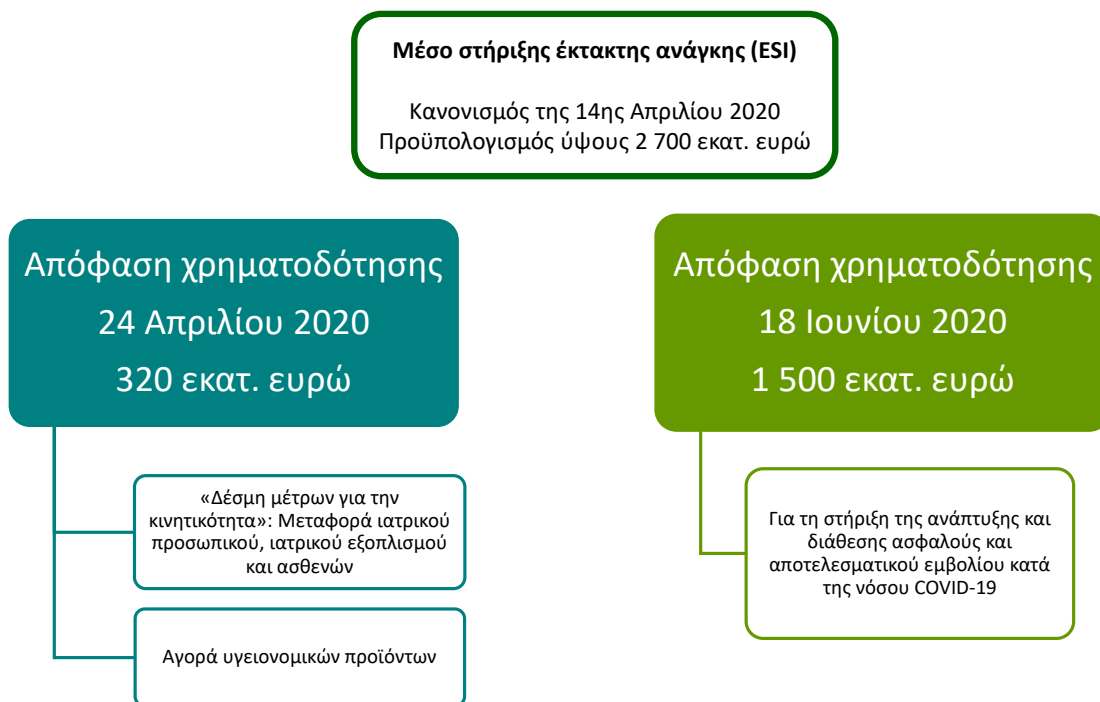 Μέσο στήριξης έκτακτης ανάγκης (ESI)
Κανονισμός της 14ης Απριλίου 2020
Προϋπολογισμός ύψους 2 700 εκατ. ευρώ
Απόφαση χρηματοδότησης
24 Απριλίου 2020
320 εκατ. ευρώ
«Δέσμη μέτρων για την
κινητικότητα»: Μεταφορά ιατρικού
προσωπικού, ιατρικού εξοπλισμού
και ασθενών
Αγορά υγειονομικών προϊόντων
Απόφαση χρηματοδότησης
18 Ιουνίου 2020
1 500 εκατ. ευρώ
Για τη στήριξη της ανάπτυξης και
διάθεσης ασφαλούς και
αποτελεσματικού εμβολίου κατά
της νόσου COVID-19